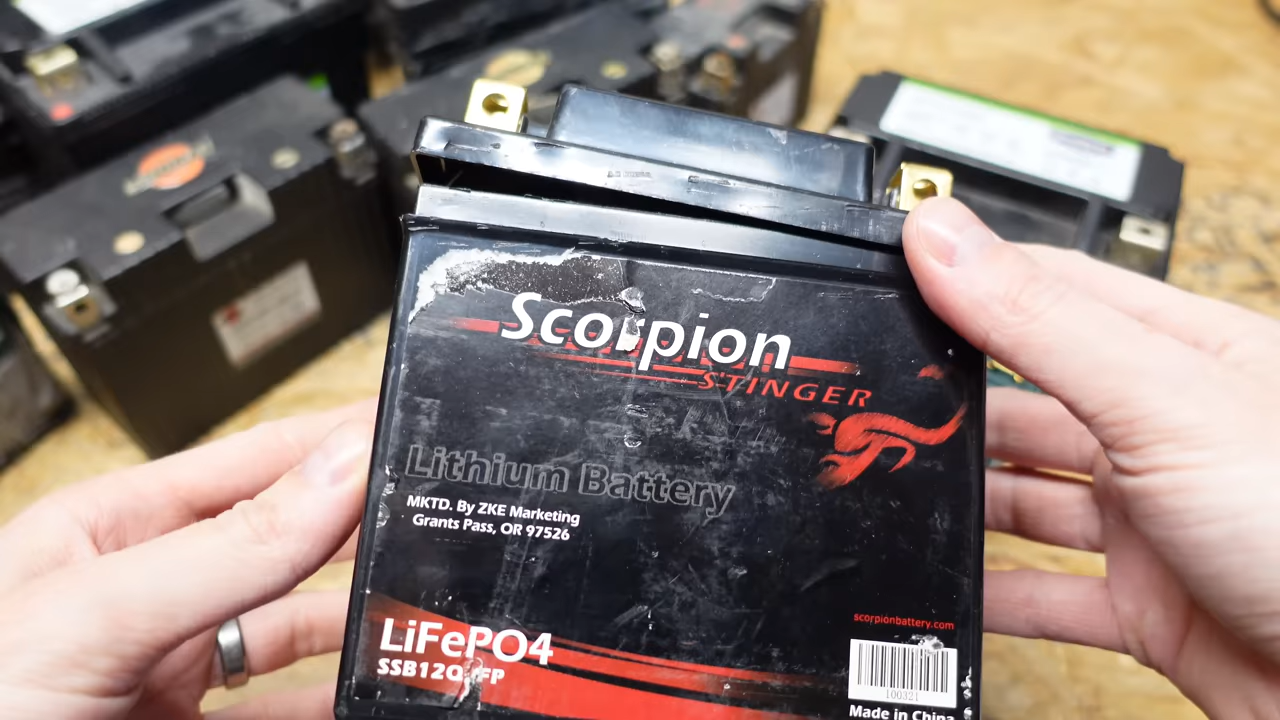 Scorpion
STINGER
Lithium Battery
MKTD. By ZKE Marketing
Grants Pass, OR 97526
scorpionbattery.com
LiFePO4
100321
Made in China